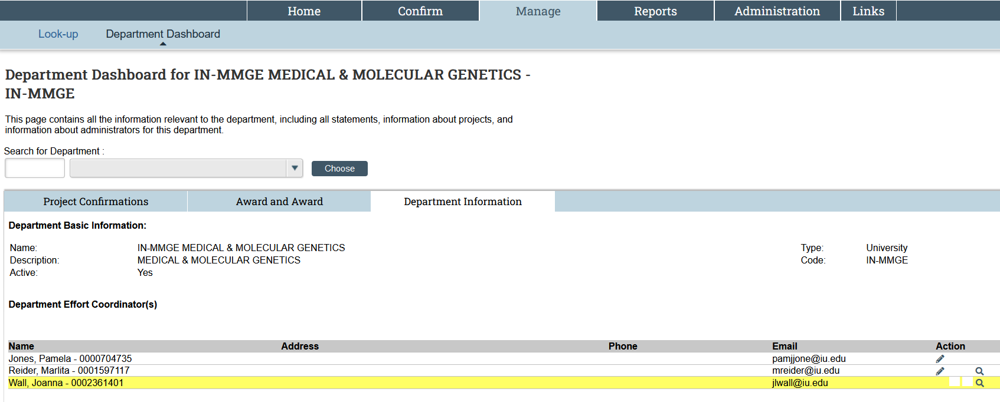 Home Confirm Manage Reports Administration Links
Look-up Department Dashboard
Department Dashboard for IN-MMGE MEDICAL & MOLECULAR GENETICS -
IN-MMGE
This page contains all the information relevant to the department, including all statements, information about projects, and
information about administrators for this department.
Search for Department :
Choose
Project Confirmations Award and Award Department Information
Department Basic Information:
Name: IN-MMGE MEDICAL & MOLECULAR GENETICS Type: University
Description: MEDICAL & MOLECULAR GENETICS Code: IN-MMGE
Active: Yes
Department Effort Coordinator(s)
Name Address Phone Email Action
Jones, Pamela - 0000704735 pamjjone@iu.edu
Reider, Marlita - 0001597117 mreider@iu.edu
Wall, Joanna - 0002361401 jlwall@iu.edu